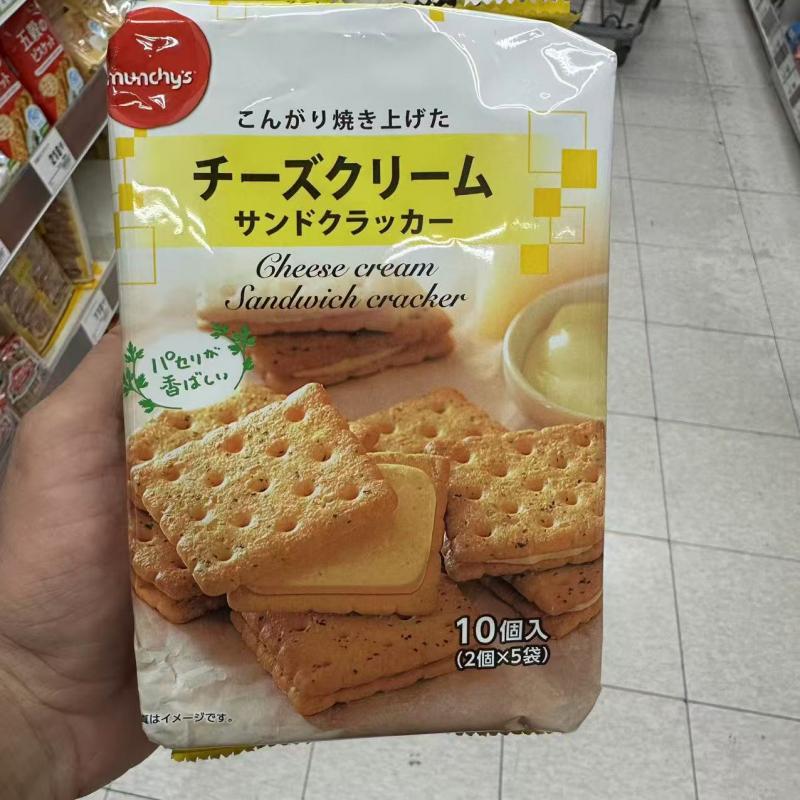 munchy's
こんがり焼き上げた
チーズクリーム
サンドクラッカー
Cheese cream
Sandwich cracker
パセリが
香ばしい
10個入
(2個×5袋)
真はイメージです。